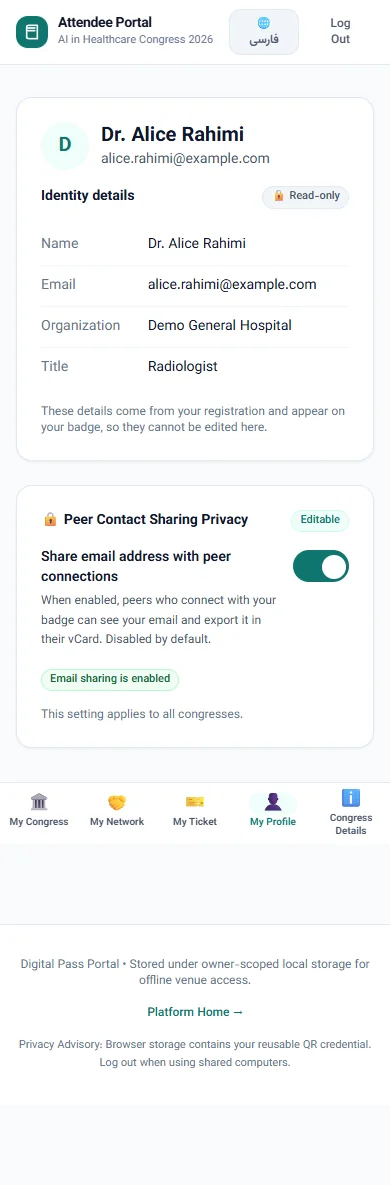 Attendee Portal
AI in Healthcare Congress 2026
فارسی
Log
Out
D
Dr. Alice Rahimi
alice.rahimi@example.com
Identity details
Read-only
Name
Dr. Alice Rahimi
Email
alice.rahimi@example.com
Organization
Demo General Hospital
Title
Radiologist
These details come from your registration and appear on
your badge, so they cannot be edited here.
Peer Contact Sharing Privacy
Editable
Share email address with peer
connections
When enabled, peers who connect with your
badge can see your email and export it in
their vCard. Disabled by default.
Email sharing is enabled
This setting applies to all congresses.
My Congress
My Network
My Ticket
My Profile
Congress
Details
Digital Pass Portal • Stored under owner-scoped local storage for
offline venue access.
Platform Home →
Privacy Advisory: Browser storage contains your reusable QR credential.
Log out when using shared computers.